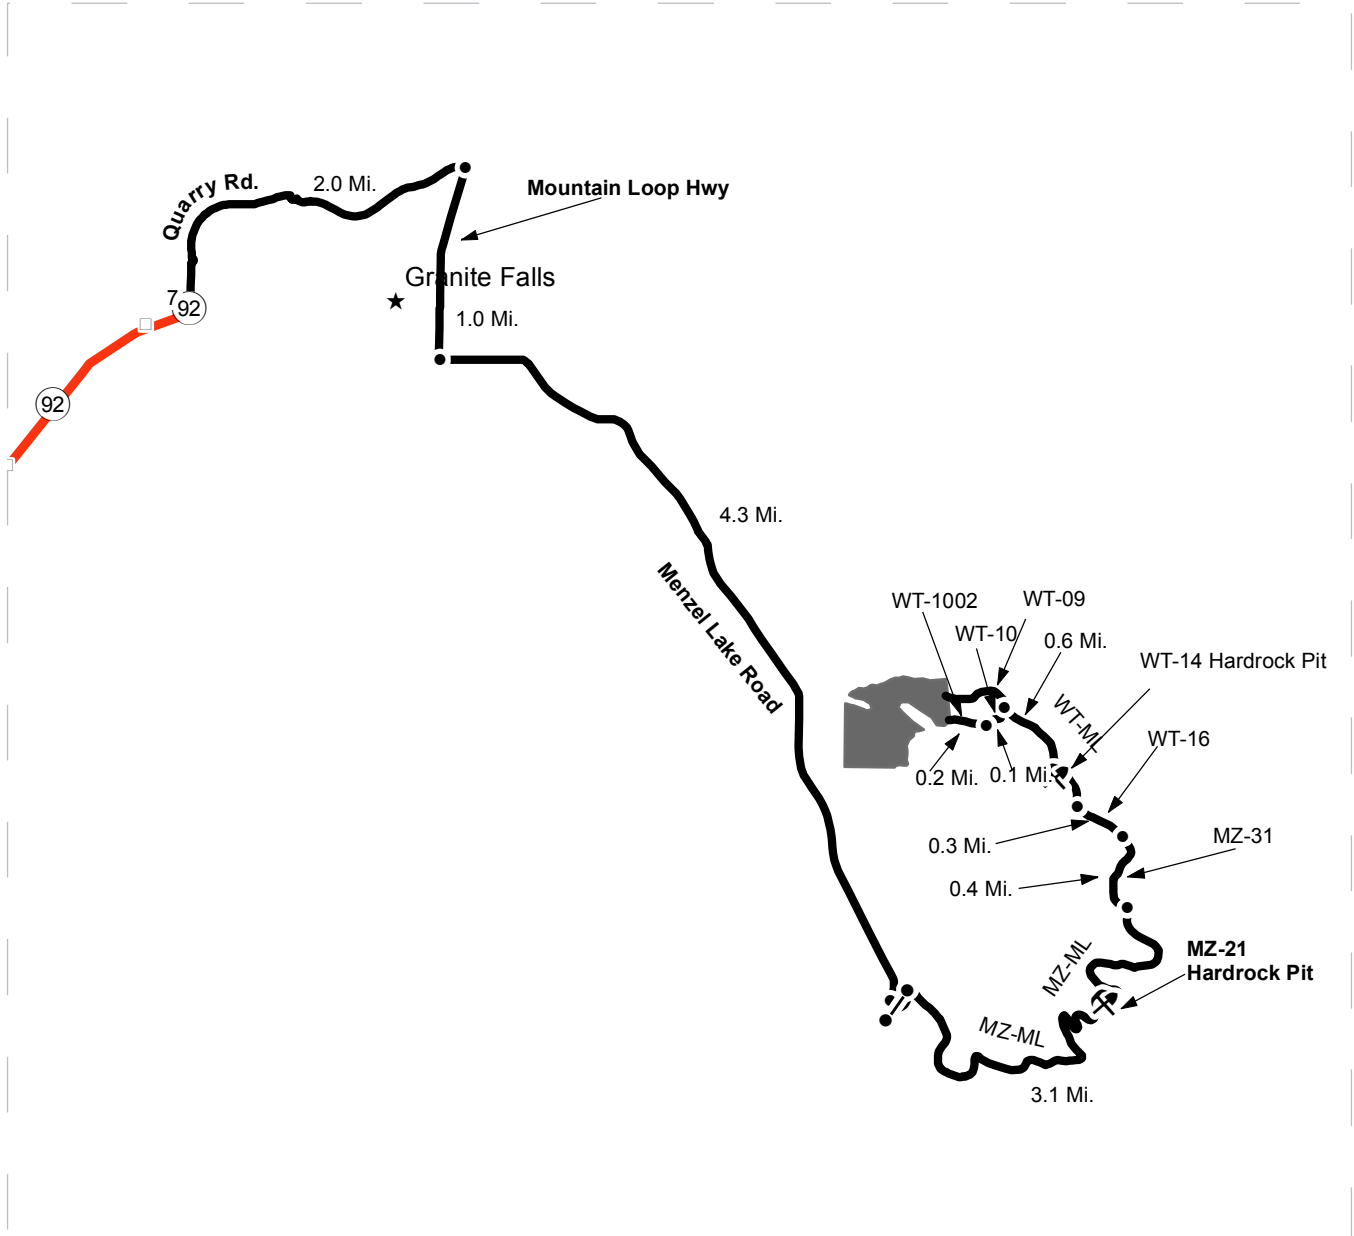 Quarry Rd.
2.0 Mi.
Mountain Loop Hwy
Granite Falls
7
92
1.0 Mi.
92
4.3 Mi.
Menzel Lake Road
WT-1002
WT-09
WT-10
0.6 Mi.
WT-14 Hardrock Pit
WT-ML
WT-16
0.2 Mi.
0.1 Mi.
0.3 Mi.
MZ-31
0.4 Mi.
MZ-ML
MZ-21
Hardrock Pit
MZ-ML
3.1 Mi.